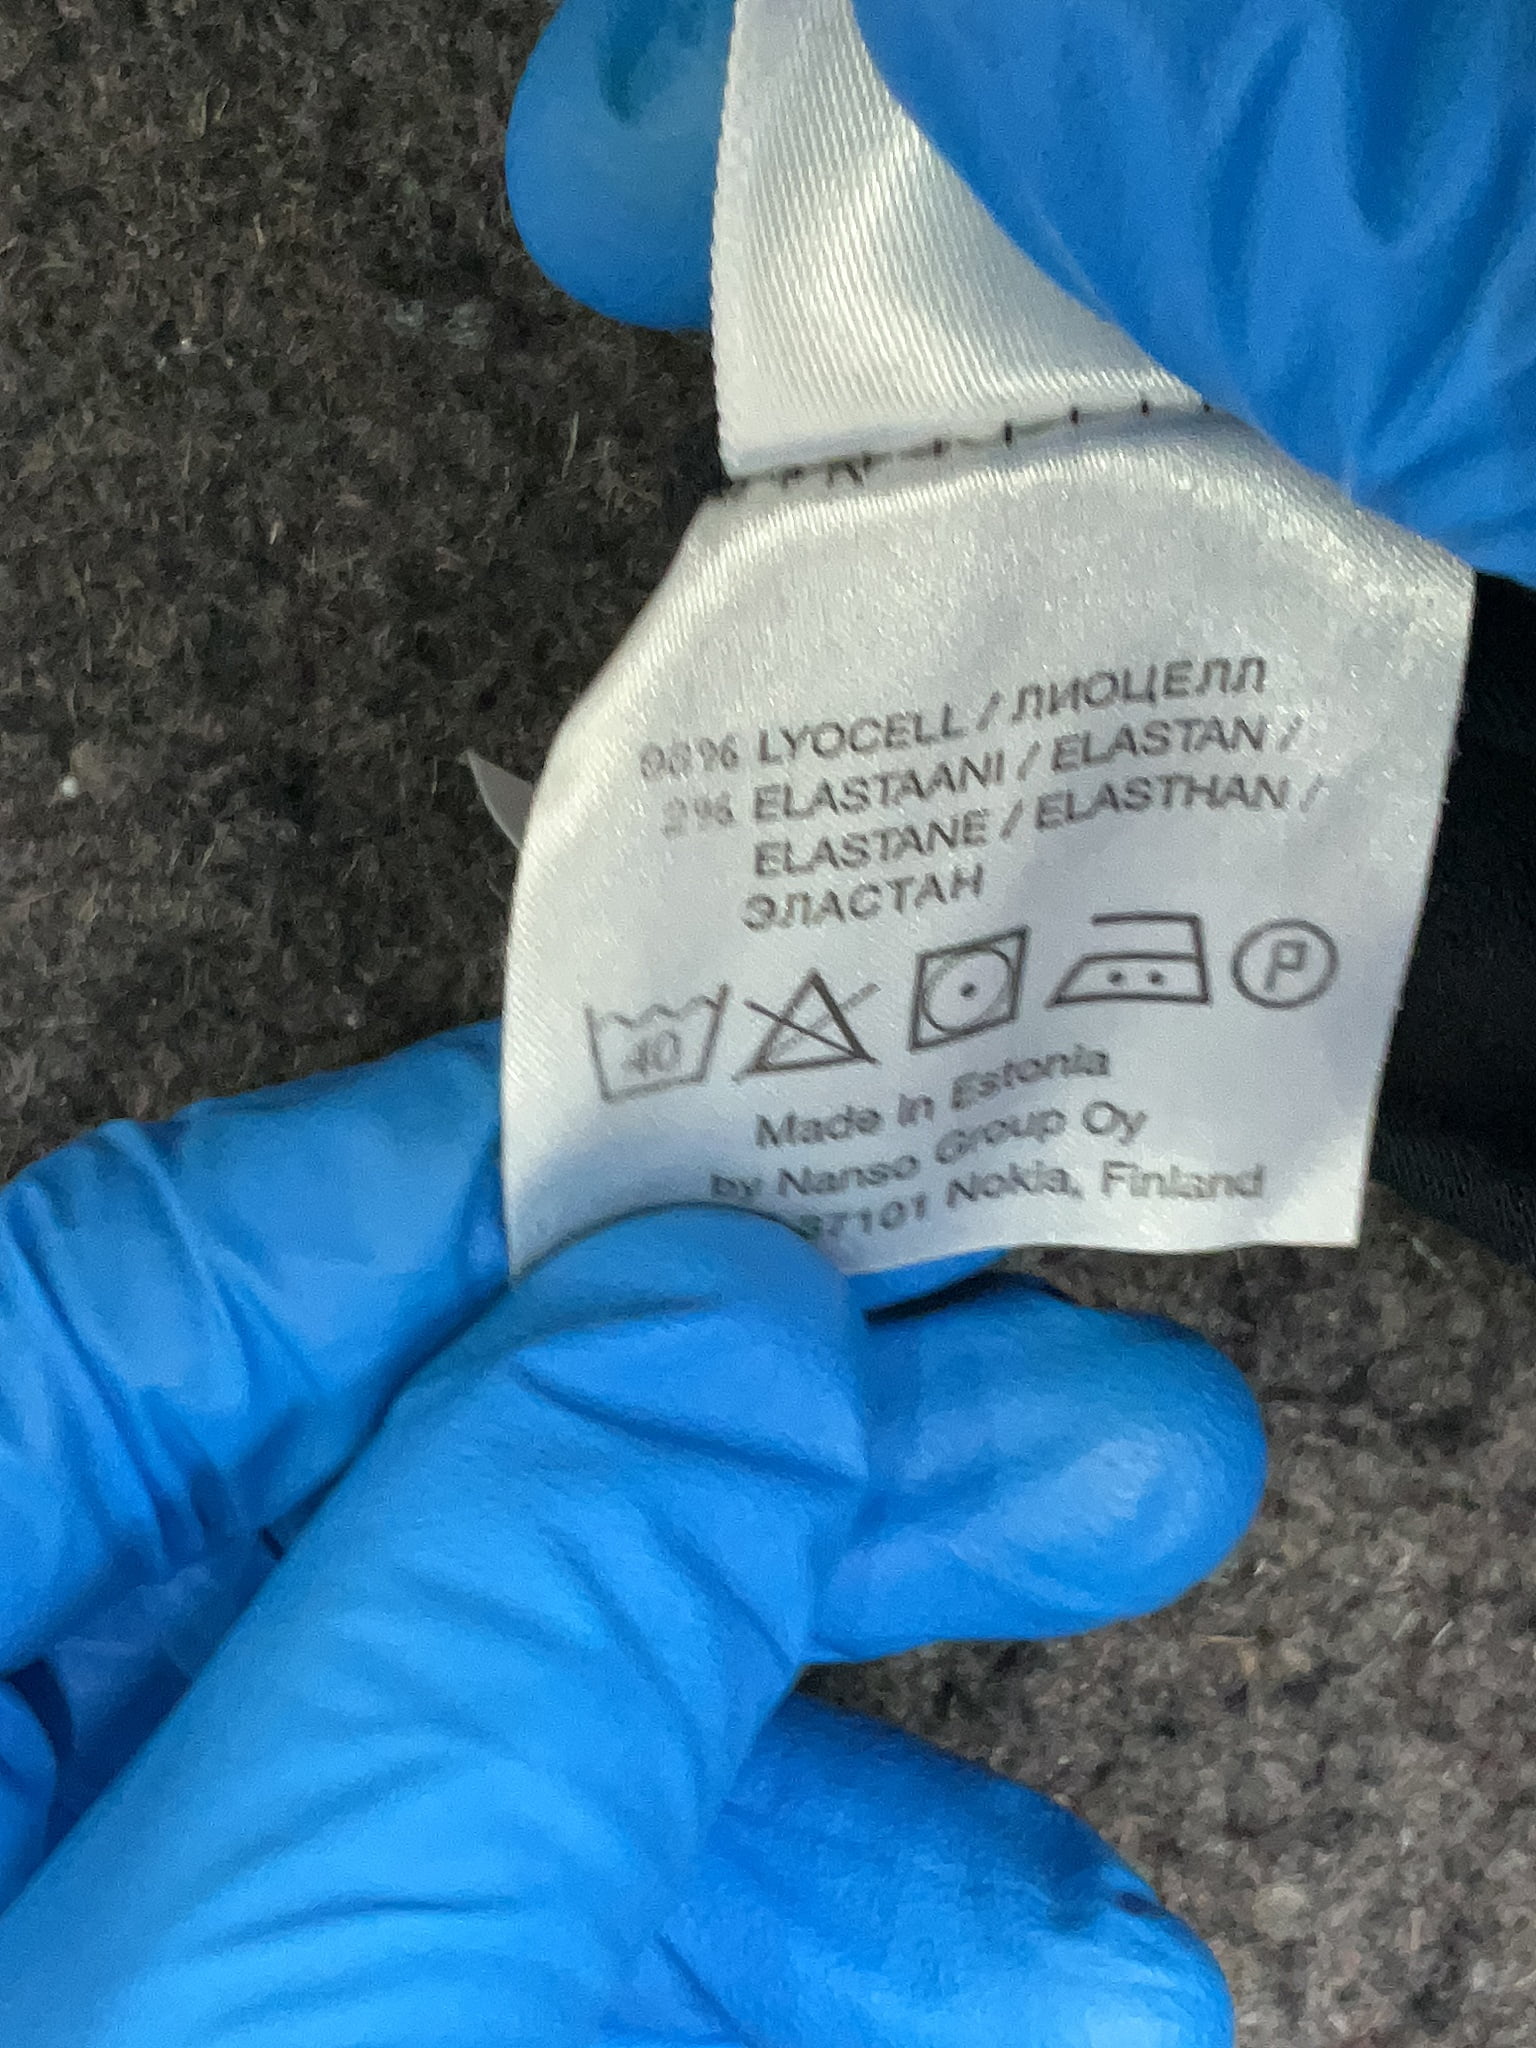 98% LYOCELL / ЛИОЦЕЛЛ
2% ELASTAANI / ELASTAN /
ELASTANE / ELASTHAN /
ЭЛАСТАН
40 P
Made in Estonia
by Nanso Group Oy
37101 Nokia, Finland